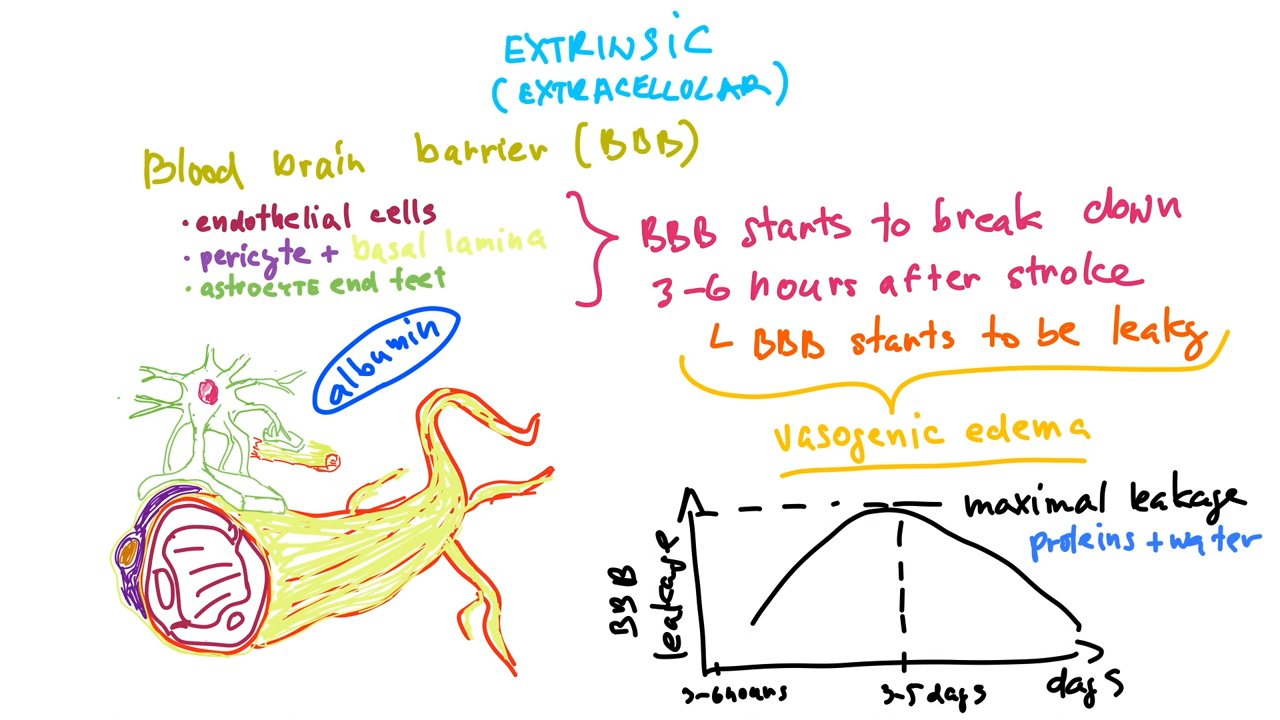 EXTRINSIC
(EXTRACELLOLAR)
Blood brain barrier (BBB)
• endothelial cells
• pericyte + basal lamina
• astrocyte end feet
BBB starts to break down
3-6 hours after stroke
BBB starts to be leaky
albumin
vasogenic edema
maximal leakage
proteins + water
BBB
leakage
3-6 hours
3-5 days
days